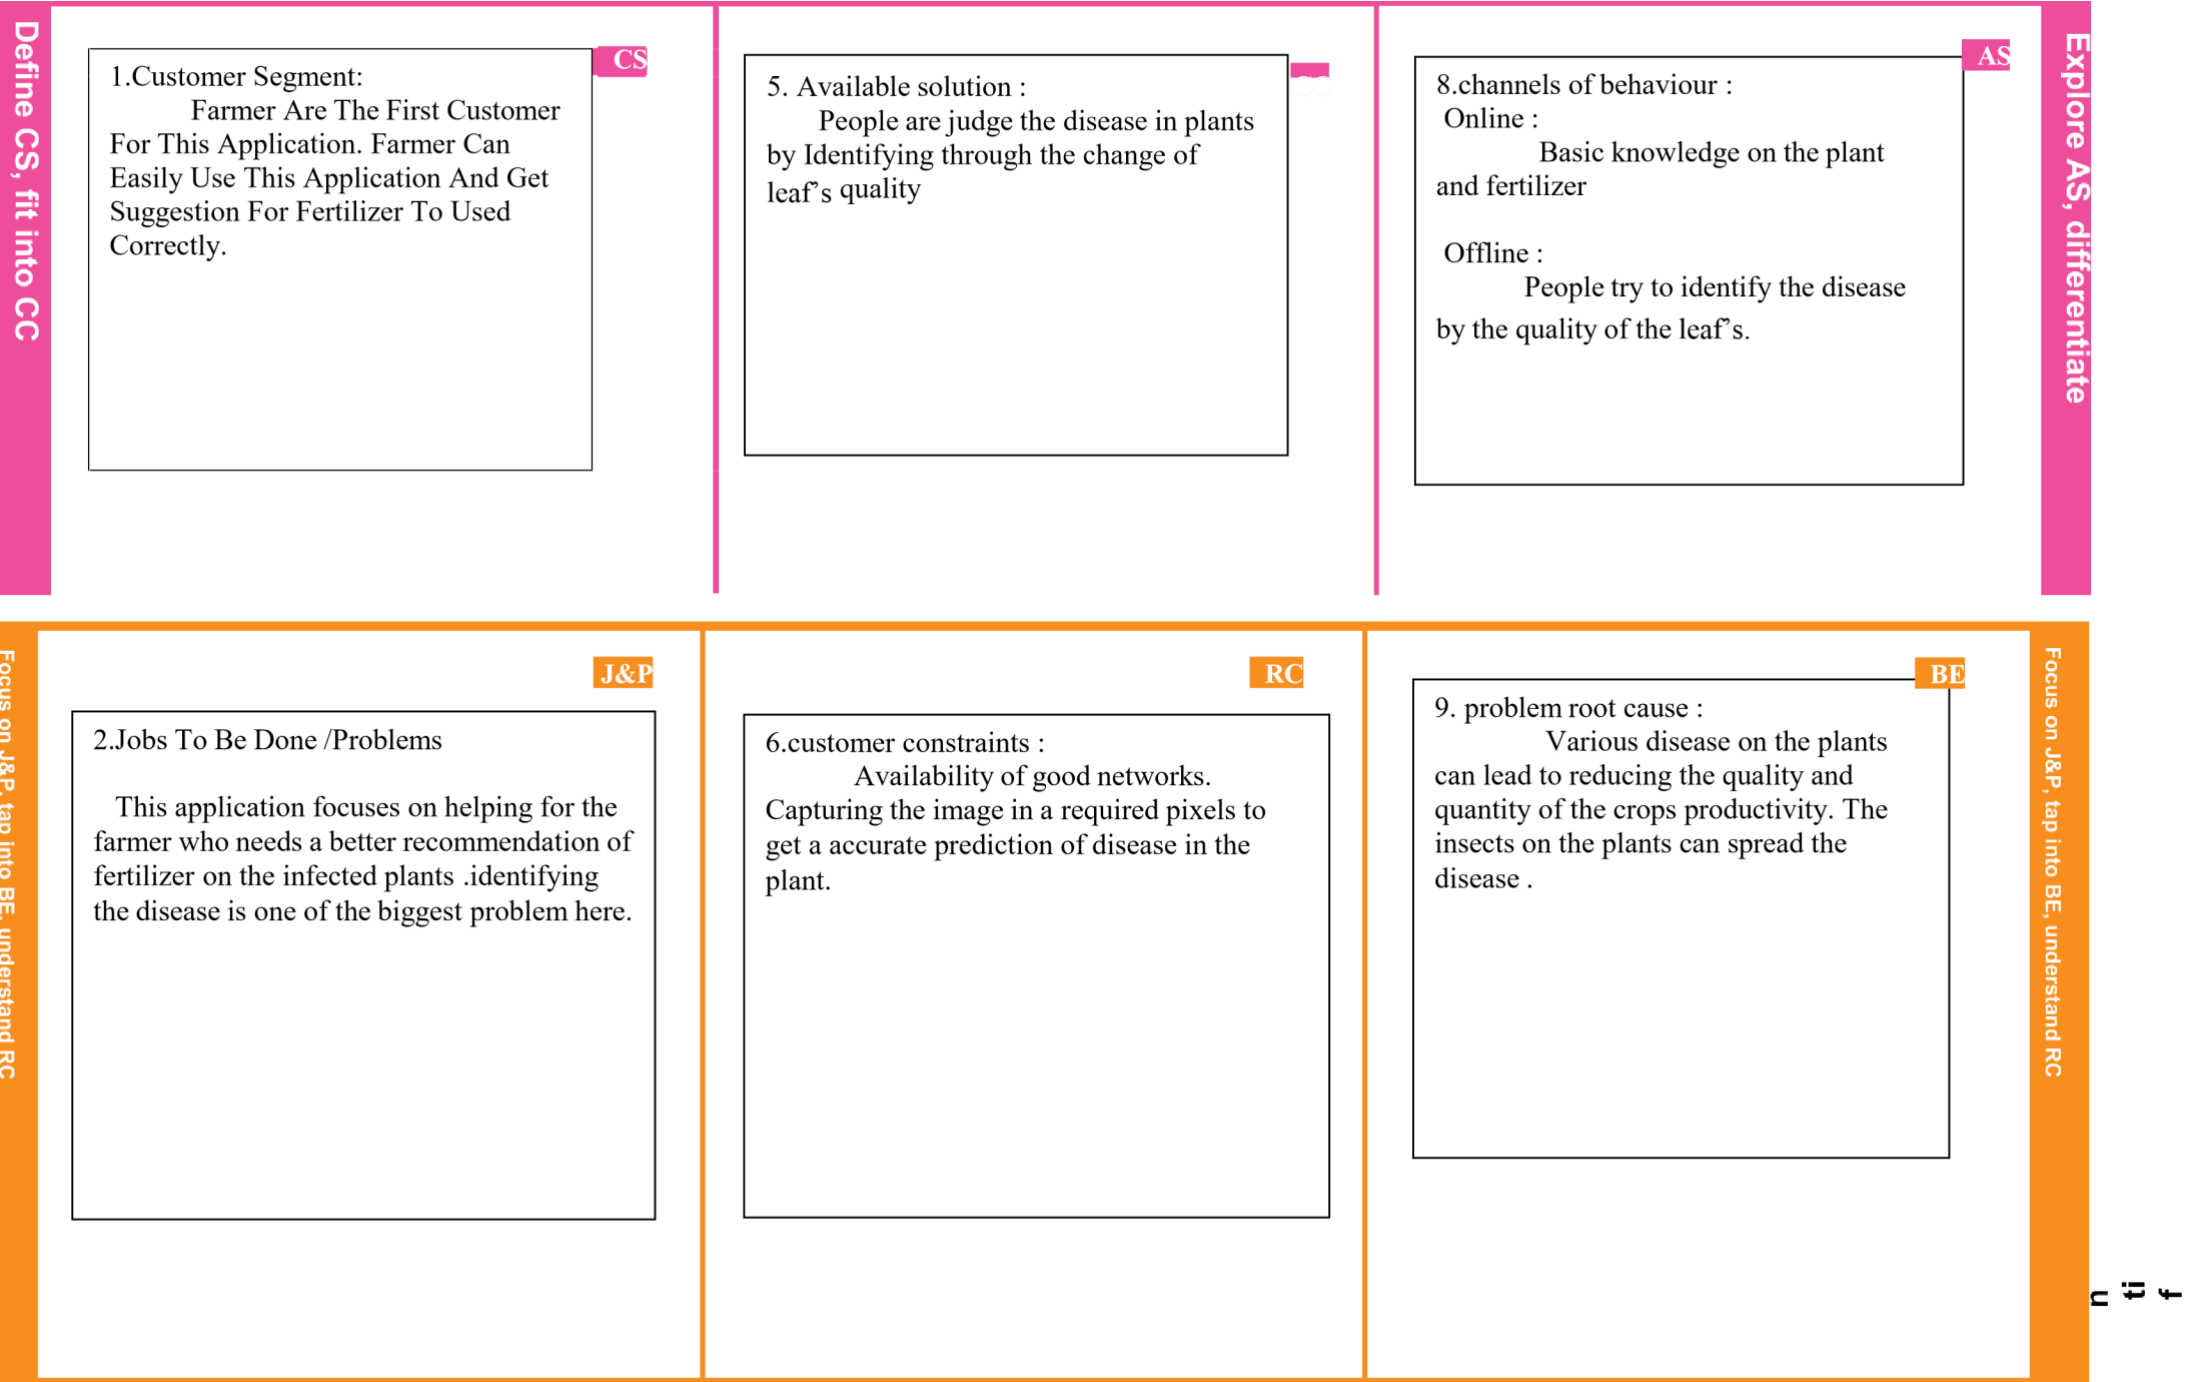 Define CS, fit into CC
CS
1.Customer Segment:
Farmer Are The First Customer
For This Application. Farmer Can
Easily Use This Application And Get
Suggestion For Fertilizer To Used
Correctly.
5. Available solution :
People are judge the disease in plants
by Identifying through the change of
leaf’s quality
AS
8.channels of behaviour :
Online :
Basic knowledge on the plant
and fertilizer
Offline :
People try to identify the disease
by the quality of the leaf’s.
Explore AS, differentiate
Focus on J&P, tap into BE, understand RC
J&P
2.Jobs To Be Done /Problems
This application focuses on helping for the
farmer who needs a better recommendation of
fertilizer on the infected plants .identifying
the disease is one of the biggest problem here.
RC
6.customer constraints :
Availability of good networks.
Capturing the image in a required pixels to
get a accurate prediction of disease in the
plant.
BE
9. problem root cause :
Various disease on the plants
can lead to reducing the quality and
quantity of the crops productivity. The
insects on the plants can spread the
disease .
Focus on J&P, tap into BE, understand RC
f
ti
n